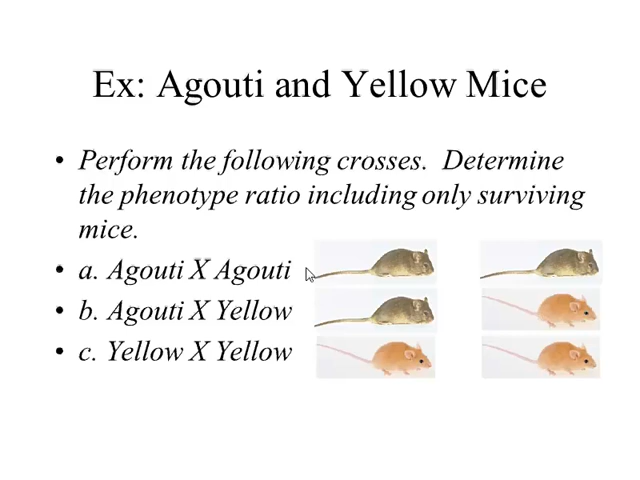 Ex: Agouti and Yellow Mice
• Perform the following crosses. Determine
the phenotype ratio including only surviving
mice.
• a. Agouti X Agouti
• b. Agouti X Yellow
• c. Yellow X Yellow